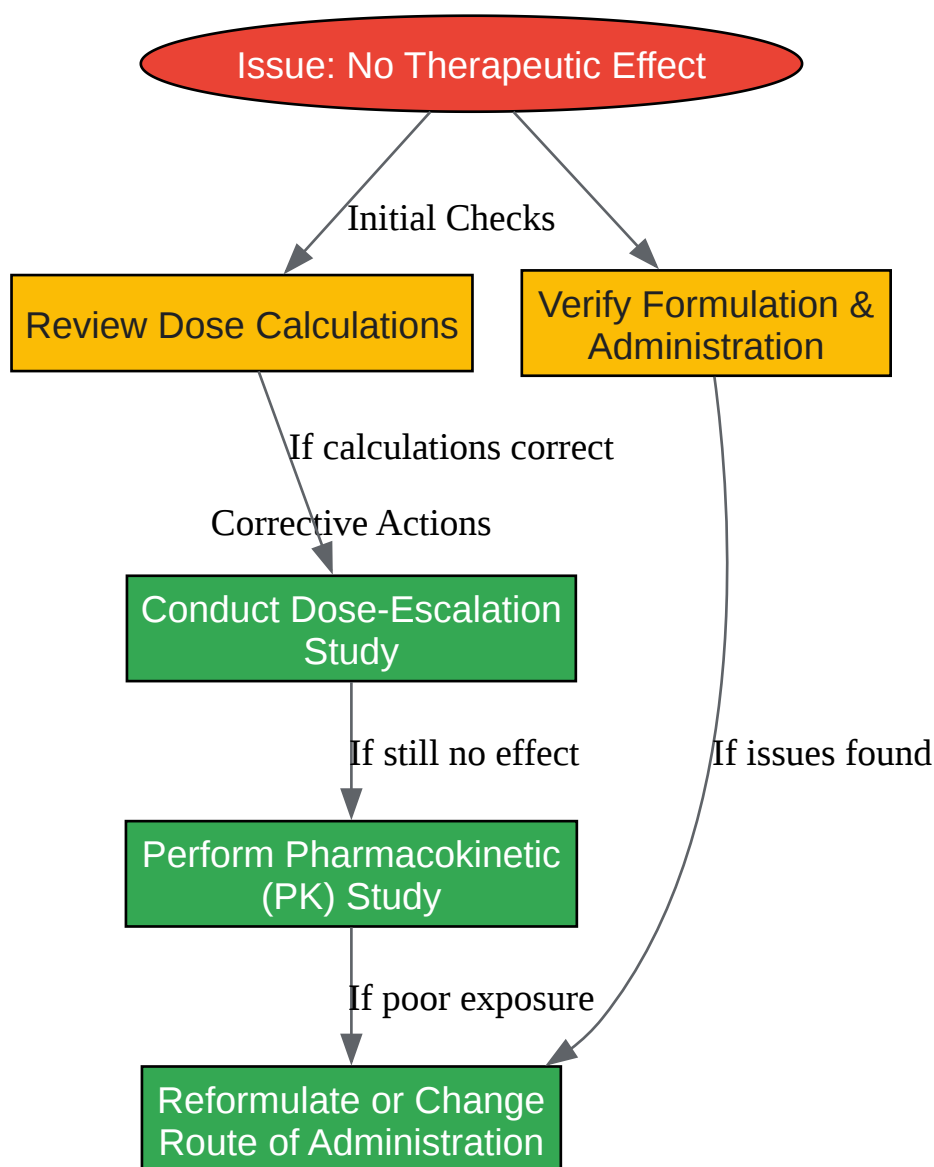 Issue: No Therapeutic Effect
Initial Checks
Review Dose Calculations
Verify Formulation &
Administration
If calculations correct
Corrective Actions
Conduct Dose-Escalation
Study
If still no effect
If issues found
Perform Pharmacokinetic
(PK) Study
If poor exposure
Reformulate or Change
Route of Administration